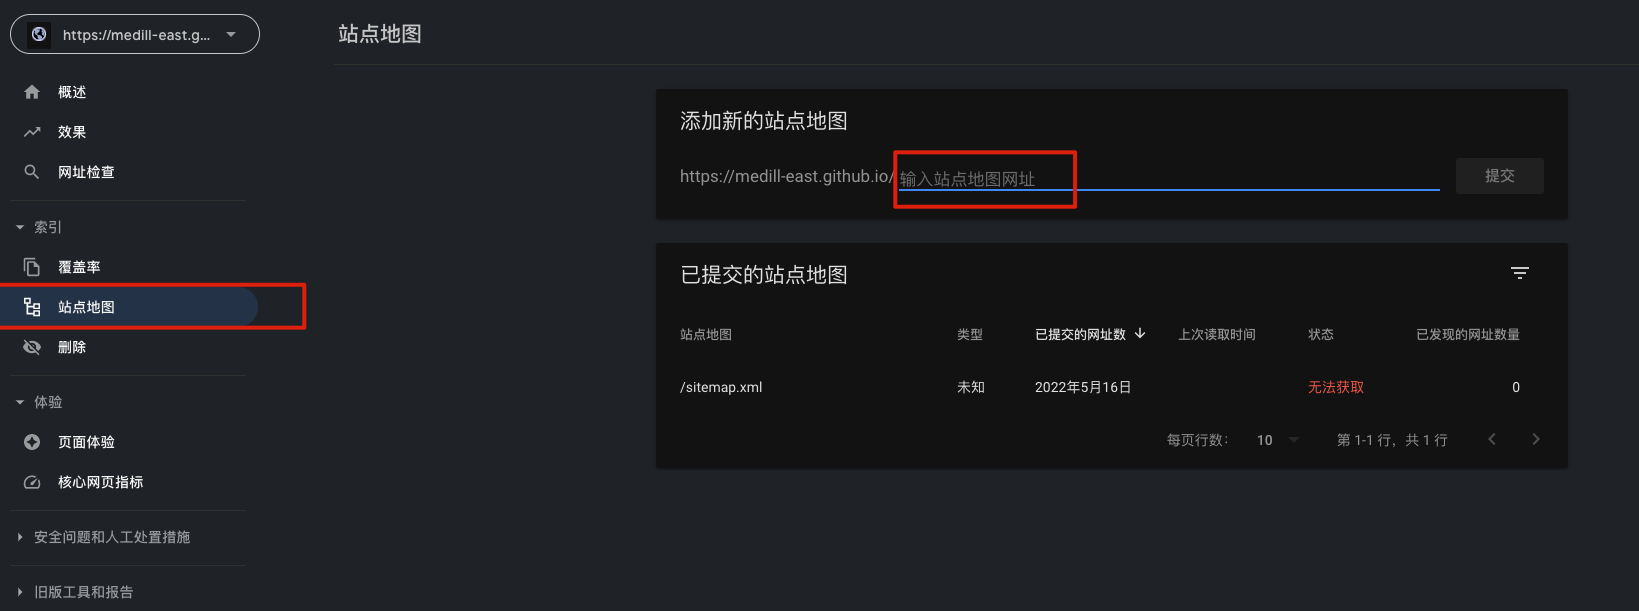 https://medill-east.g...
站点地图
概述
效果
网址检查
索引
覆盖率
站点地图
删除
体验
页面体验
核心网页指标
安全问题和人工处置措施
旧版工具和报告
添加新的站点地图
https://medill-east.github.io/ 输入站点地图网址 提交
已提交的站点地图
站点地图 类型 已提交的网址数 上次读取时间 状态 已发现的网址数量
/sitemap.xml 未知 2022年5月16日 无法获取 0
每页行数： 10 第 1-1 行，共 1 行